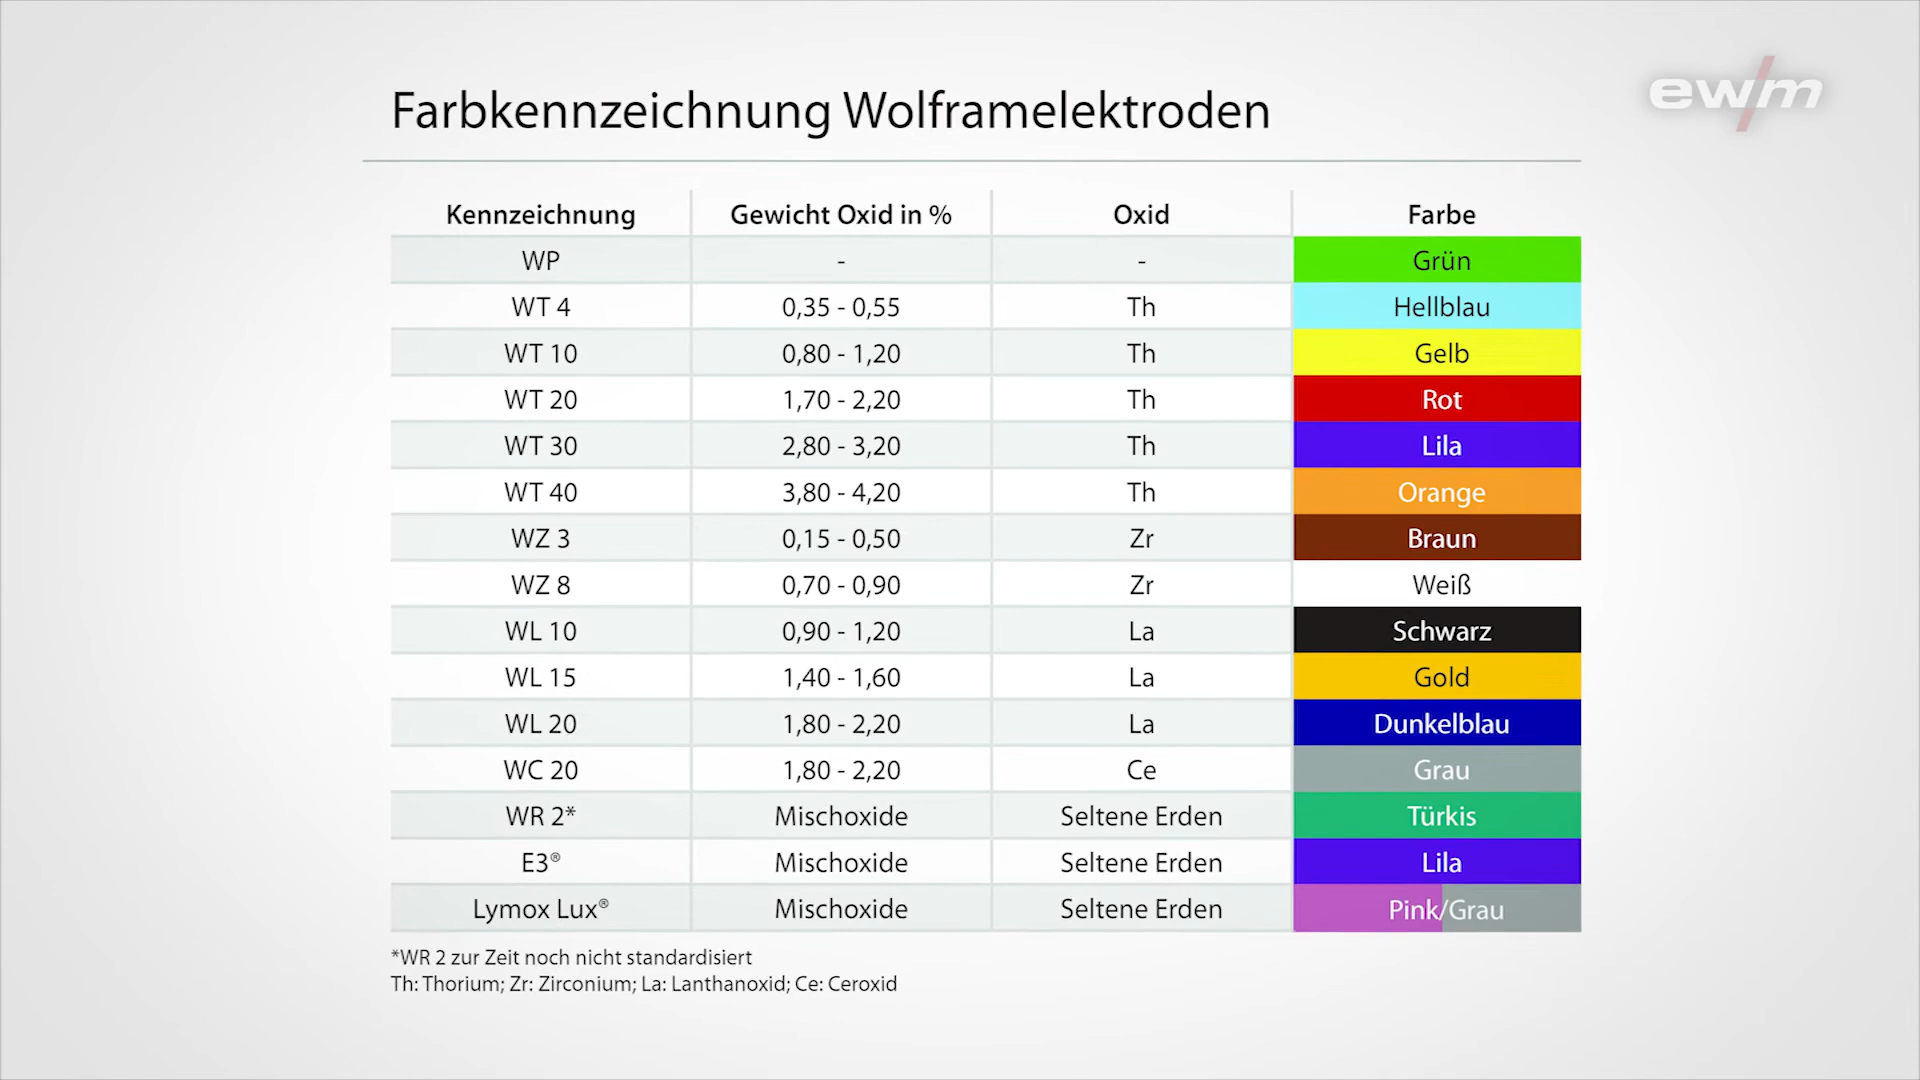 ewm
Farbkennzeichnung Wolframelektroden
Kennzeichnung Gewicht Oxid in % Oxid Farbe
WP - - Grün
WT 4 0,35 - 0,55 Th Hellblau
WT 10 0,80 - 1,20 Th Gelb
WT 20 1,70 - 2,20 Th Rot
WT 30 2,80 - 3,20 Th Lila
WT 40 3,80 - 4,20 Th Orange
WZ 3 0,15 - 0,50 Zr Braun
WZ 8 0,70 - 0,90 Zr Weiß
WL 10 0,90 - 1,20 La Schwarz
WL 15 1,40 - 1,60 La Gold
WL 20 1,80 - 2,20 La Dunkelblau
WC 20 1,80 - 2,20 Ce Grau
WR 2* Mischoxide Seltene Erden Türkis
E3® Mischoxide Seltene Erden Lila
Lymox Lux® Mischoxide Seltene Erden Pink/Grau
*WR 2 zur Zeit noch nicht standardisiert
Th: Thorium; Zr: Zirconium; La: Lanthanoxid; Ce: Ceroxid